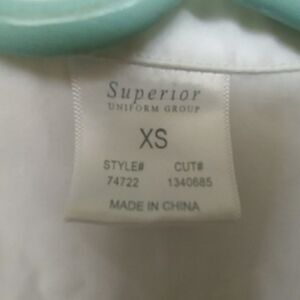 Superior
UNIFORM GROUP
XS
STYLE# CUT#
74722 1340685
MADE IN CHINA